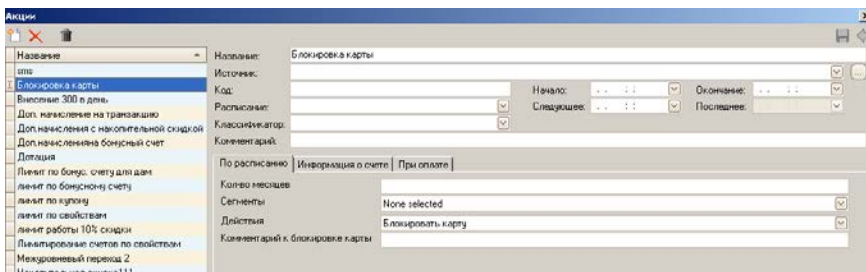 Акции
Название
sms
Блокировка карты
Внесение 300 в день
Доп. начисление на транзакцию
Доп.начисления с накопительной скидкой
Доп.начисленияна бонусный счет
Дотация
Лимит по бонус. счету для дам
лимит по бонусному счету
лимит по купону
лимит по свойствам
лимит работы 10% скидки
Лимитирование счетов по свойствам
Межуровневый переход 2
Название: Блокировка карты
Источник:
Код: Начало: . . : : Окончание: . . : :
Расписание: Следующее: . . : : Последнее:
Классификатор:
Комментарий:
По расписанию Информация о счете При оплате
Кол-во месяцев
Сегменты None selected
Действия Блокировать карту
Комментарий к блокировке карты